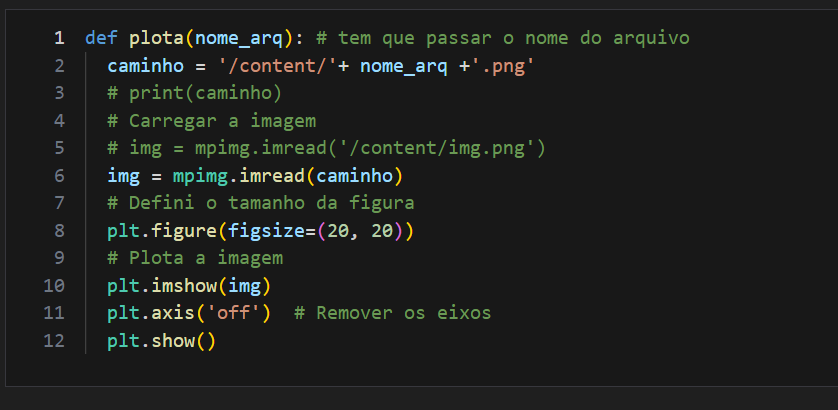 1 def plota(nome_arq): # tem que passar o nome do arquivo
2   caminho = '/content/'+ nome_arq +'.png'
3   # print(caminho)
4   # Carregar a imagem
5   # img = mpimg.imread('/content/img.png')
6   img = mpimg.imread(caminho)
7   # Defini o tamanho da figura
8   plt.figure(figsize=(20, 20))
9   # Plota a imagem
10   plt.imshow(img)
11   plt.axis('off')  # Remover os eixos
12   plt.show()